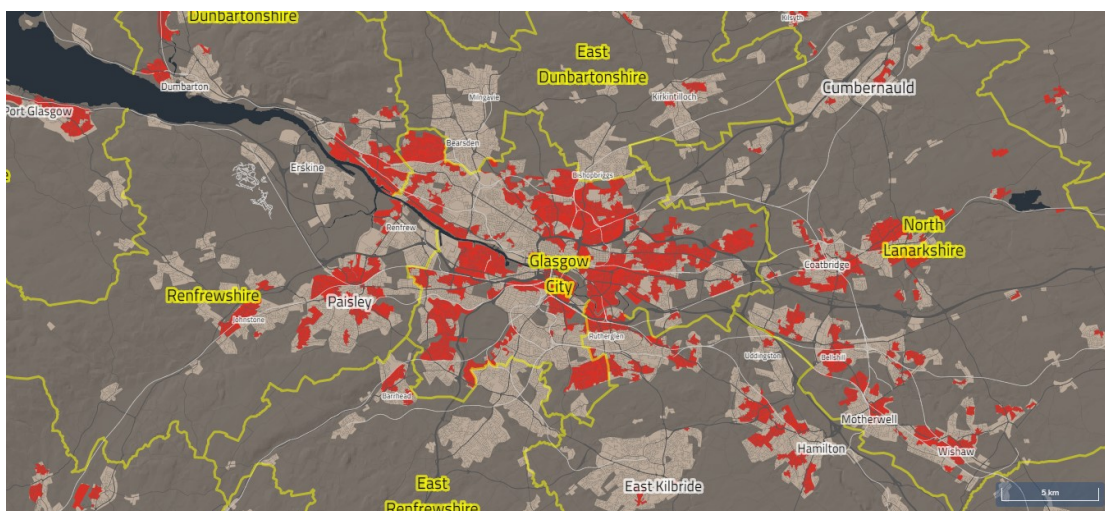 Dunbartonshire
Kilsyth
East
Dunbartonshire
Dumbarton
Cumbernauld
Milngavie
Kirkintilloch
Port Glasgow
Bearsden
Erskine
Bishopbriggs
Renfrew
North
Lanarkshire
Glasgow
City
Coatbridge
Renfrewshire
Paisley
Johnstone
Rutherglen
Uddingston
Bellshill
Barrhead
Motherwell
Hamilton
Wishaw
East
Renfrewshire
East Kilbride
5 km